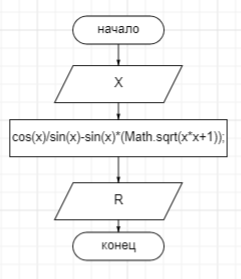 начало
X
cos(x)/sin(x)-sin(x)*(Math.sqrt(x*x+1));
R
конец